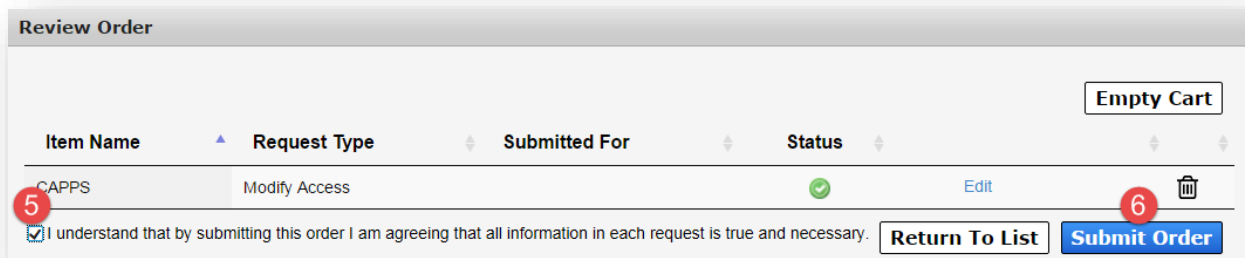 Review Order
Empty Cart
Item Name Request Type Submitted For Status
CAPPS Modify Access Edit
5 6
I understand that by submitting this order I am agreeing that all information in each request is true and necessary. Return To List Submit Order